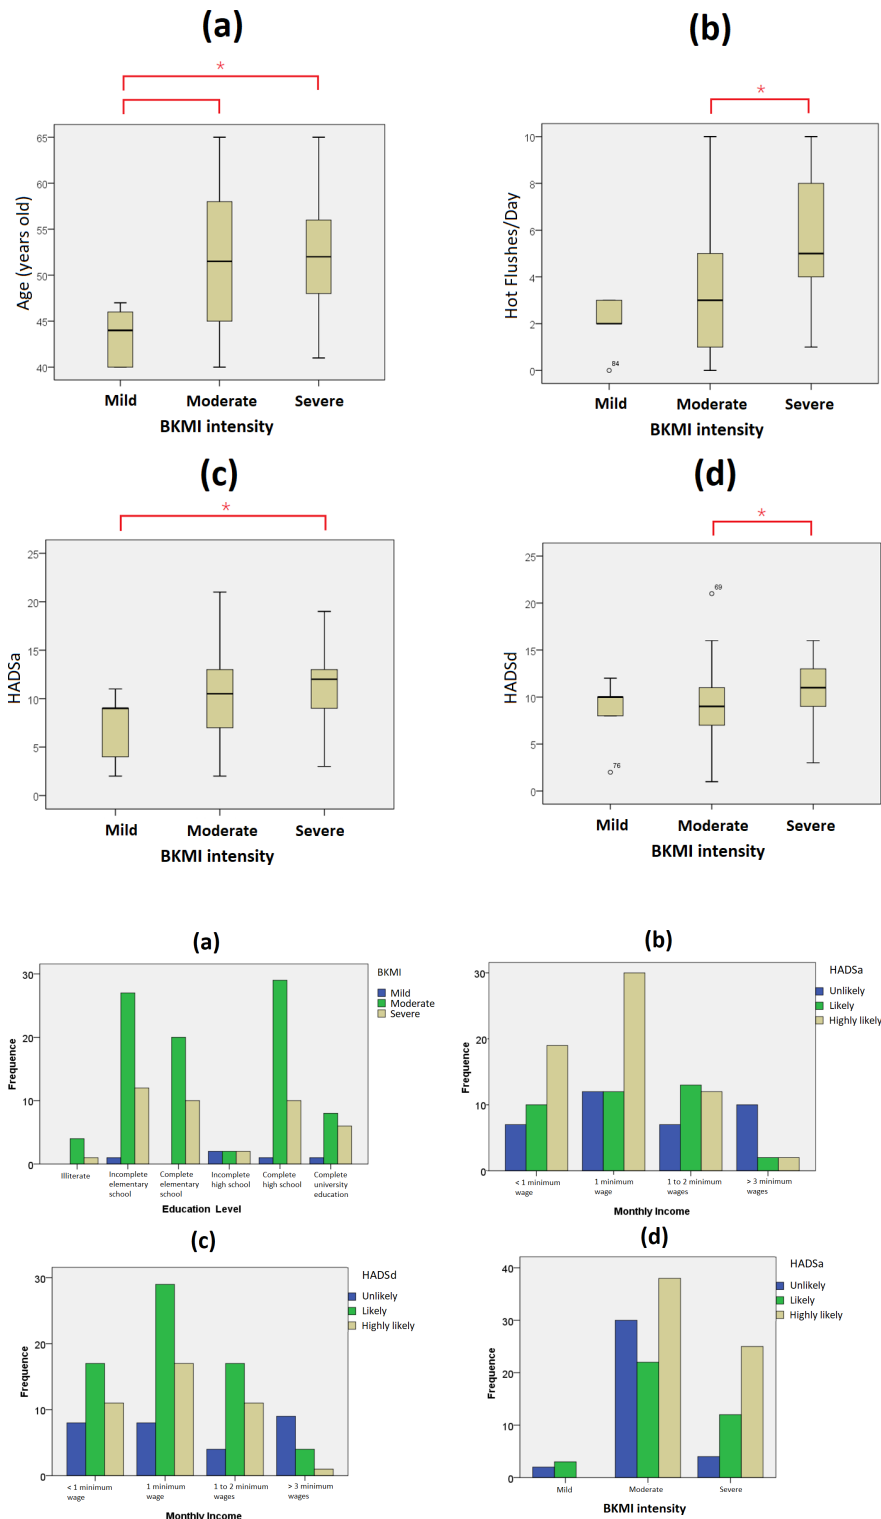 (a)
*
Age (years old)
65
60
55
50
45
40
Mild Moderate Severe
BKMI intensity
(b)
*
Hot Flushes/Day
10
8
6
4
2
0
84
Mild Moderate Severe
BKMI intensity
(c)
*
HADSa
25
20
15
10
5
0
Mild Moderate Severe
BKMI intensity
(d)
*
HADSd
25
20
15
10
5
0
69
76
Mild Moderate Severe
BKMI intensity
(a)
BKMI
Mild
Moderate
Severe
Frequence
30
20
10
0
Illiterate
Incomplete
elementary
school
Complete
elementary
school
Incomplete
high school
Complete
high school
Complete
university
education
Education Level
(b)
HADSa
Unlikely
Likely
Highly likely
Frequence
30
20
10
0
< 1 minimum
wage
1 minimum
wage
1 to 2 minimum
wages
> 3 minimum
wages
Monthly Income
(c)
HADSd
Unlikely
Likely
Highly likely
Frequence
30
20
10
0
< 1 minimum
wage
1 minimum
wage
1 to 2 minimum
wages
> 3 minimum
wages
Monthly Income
(d)
HADSa
Unlikely
Likely
Highly likely
Frequence
40
30
20
10
0
Mild Moderate Severe
BKMI intensity